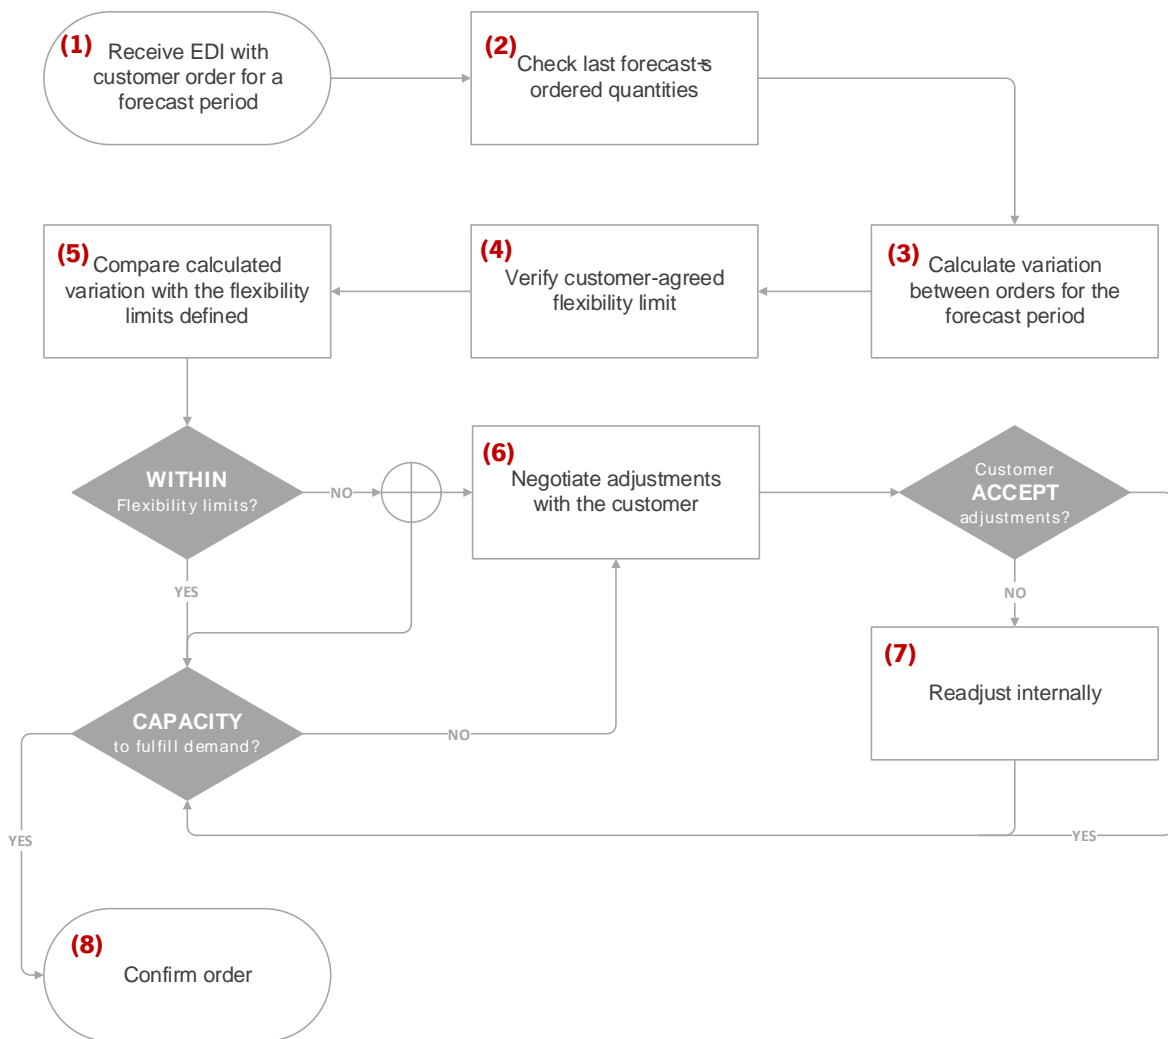 (1)
Receive EDI with
customer order for a
forecast period
(2)
Check last forecast-s
ordered quantities
(5)
Compare calculated
variation with the flexibility
limits defined
(4)
Verify customer-agreed
flexibility limit
(3)
Calculate variation
between orders for the
forecast period
WITHIN
Flexibility limits?
NO
(6)
Negotiate adjustments
with the customer
Customer
ACCEPT
adjustments?
YES
NO
(7)
Readjust internally
CAPACITY
to fulfill demand?
NO
YES
YES
(8)
Confirm order